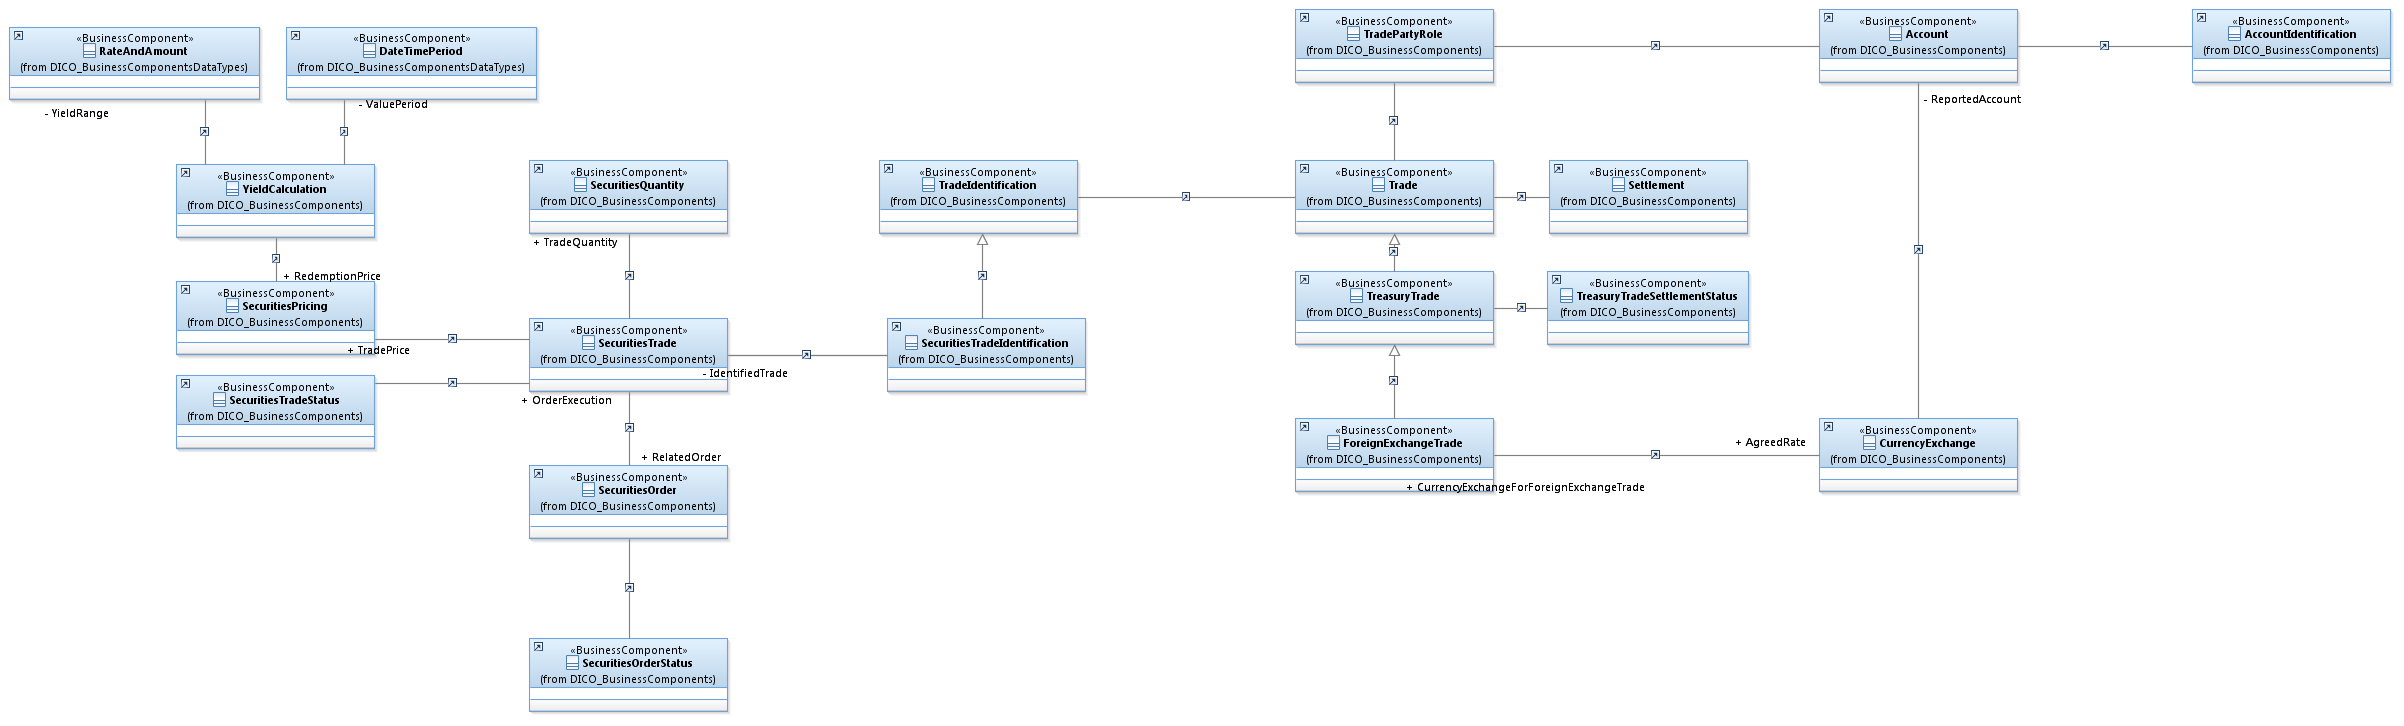 «BusinessComponent»
RateAndAmount
(from DICO_BusinessComponentsDataTypes)
«BusinessComponent»
DateTimePeriod
(from DICO_BusinessComponentsDataTypes)
«BusinessComponent»
TradePartyRole
(from DICO_BusinessComponents)
«BusinessComponent»
Account
(from DICO_BusinessComponents)
«BusinessComponent»
AccountIdentification
(from DICO_BusinessComponents)
- YieldRange
- ValuePeriod
- ReportedAccount
«BusinessComponent»
YieldCalculation
(from DICO_BusinessComponents)
«BusinessComponent»
SecuritiesQuantity
(from DICO_BusinessComponents)
«BusinessComponent»
TradeIdentification
(from DICO_BusinessComponents)
«BusinessComponent»
Trade
(from DICO_BusinessComponents)
«BusinessComponent»
Settlement
(from DICO_BusinessComponents)
+ TradeQuantity
+ RedemptionPrice
«BusinessComponent»
SecuritiesPricing
(from DICO_BusinessComponents)
«BusinessComponent»
TreasuryTrade
(from DICO_BusinessComponents)
«BusinessComponent»
TreasuryTradeSettlementStatus
(from DICO_BusinessComponents)
+ TradePrice
«BusinessComponent»
SecuritiesTrade
(from DICO_BusinessComponents)
«BusinessComponent»
SecuritiesTradeIdentification
(from DICO_BusinessComponents)
- IdentifiedTrade
«BusinessComponent»
SecuritiesTradeStatus
(from DICO_BusinessComponents)
+ OrderExecution
+ RelatedOrder
«BusinessComponent»
ForeignExchangeTrade
(from DICO_BusinessComponents)
+ AgreedRate
«BusinessComponent»
CurrencyExchange
(from DICO_BusinessComponents)
+ CurrencyExchangeForForeignExchangeTrade
«BusinessComponent»
SecuritiesOrder
(from DICO_BusinessComponents)
«BusinessComponent»
SecuritiesOrderStatus
(from DICO_BusinessComponents)